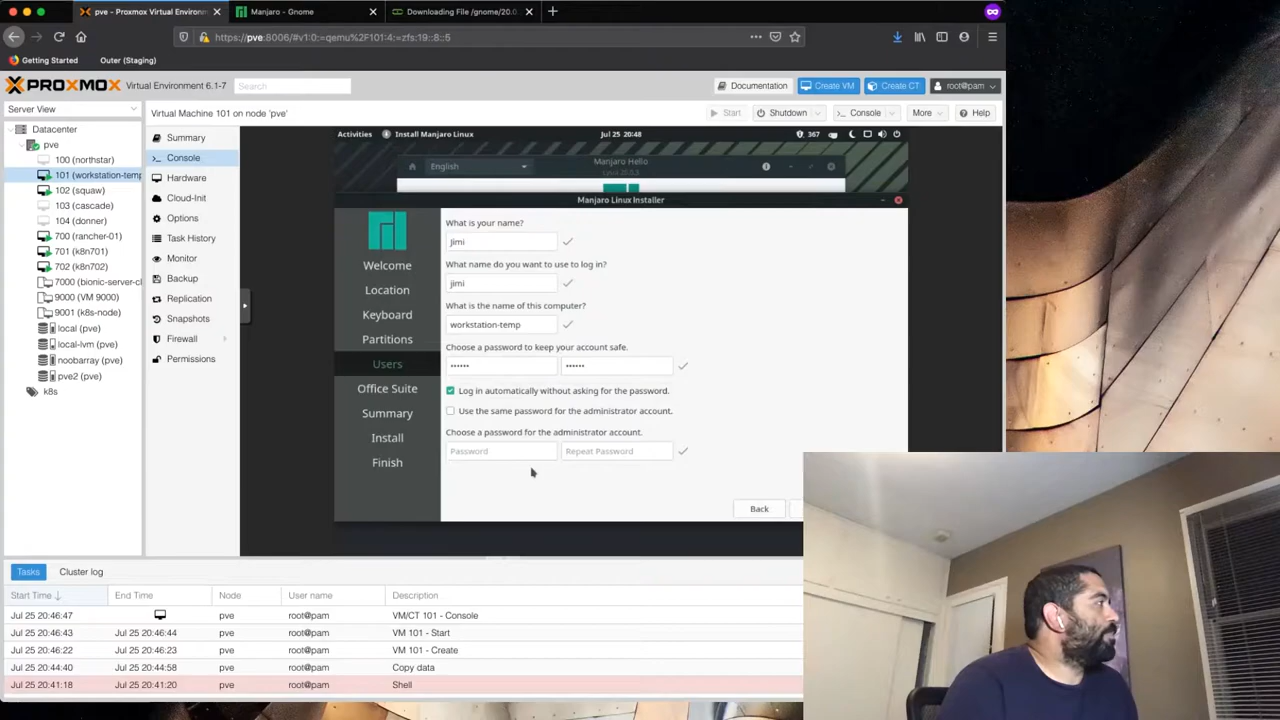 pve - Proxmox Virtual Environm
Manjaro - Gnome
Downloading File /gnome/20.0
https://pve:8006/#v1:0:=qemu%2F101:4:=zfs:19::8::5
Getting Started
Outer (Staging)
PROXMOX
Virtual Environment 6.1-7
Search
Documentation
Create VM
Create CT
root@pam
Server View
Virtual Machine 101 on node 'pve'
Start
Shutdown
Console
More
Help
Datacenter
pve
100 (northstar)
101 (workstation-temp
102 (squaw)
103 (cascade)
104 (donner)
700 (rancher-01)
701 (k8n701)
702 (k8n702)
7000 (bionic-server-cl
9000 (VM 9000)
9001 (k8s-node)
local (pve)
local-lvm (pve)
noobarray (pve)
pve2 (pve)
k8s
Summary
Console
Hardware
Cloud-Init
Options
Task History
Monitor
Backup
Replication
Snapshots
Firewall
Permissions
Activities
Install Manjaro Linux
Jul 25 20:48
367
English
Manjaro Hello
Manjaro Linux Installer
Welcome
Location
Keyboard
Partitions
Users
Office Suite
Summary
Install
Finish
What is your name?
jimi
What name do you want to use to log in?
jimi
What is the name of this computer?
workstation-temp
Choose a password to keep your account safe.
•••••• ••••••
Log in automatically without asking for the password.
Use the same password for the administrator account.
Choose a password for the administrator account.
Password
Repeat Password
Back
Tasks
Cluster log
Start Time End Time Node User name Description
Jul 25 20:46:47 pve root@pam VM/CT 101 - Console
Jul 25 20:46:43 Jul 25 20:46:44 pve root@pam VM 101 - Start
Jul 25 20:46:22 Jul 25 20:46:23 pve root@pam VM 101 - Create
Jul 25 20:44:40 Jul 25 20:44:58 pve root@pam Copy data
Jul 25 20:41:18 Jul 25 20:41:20 pve root@pam Shell